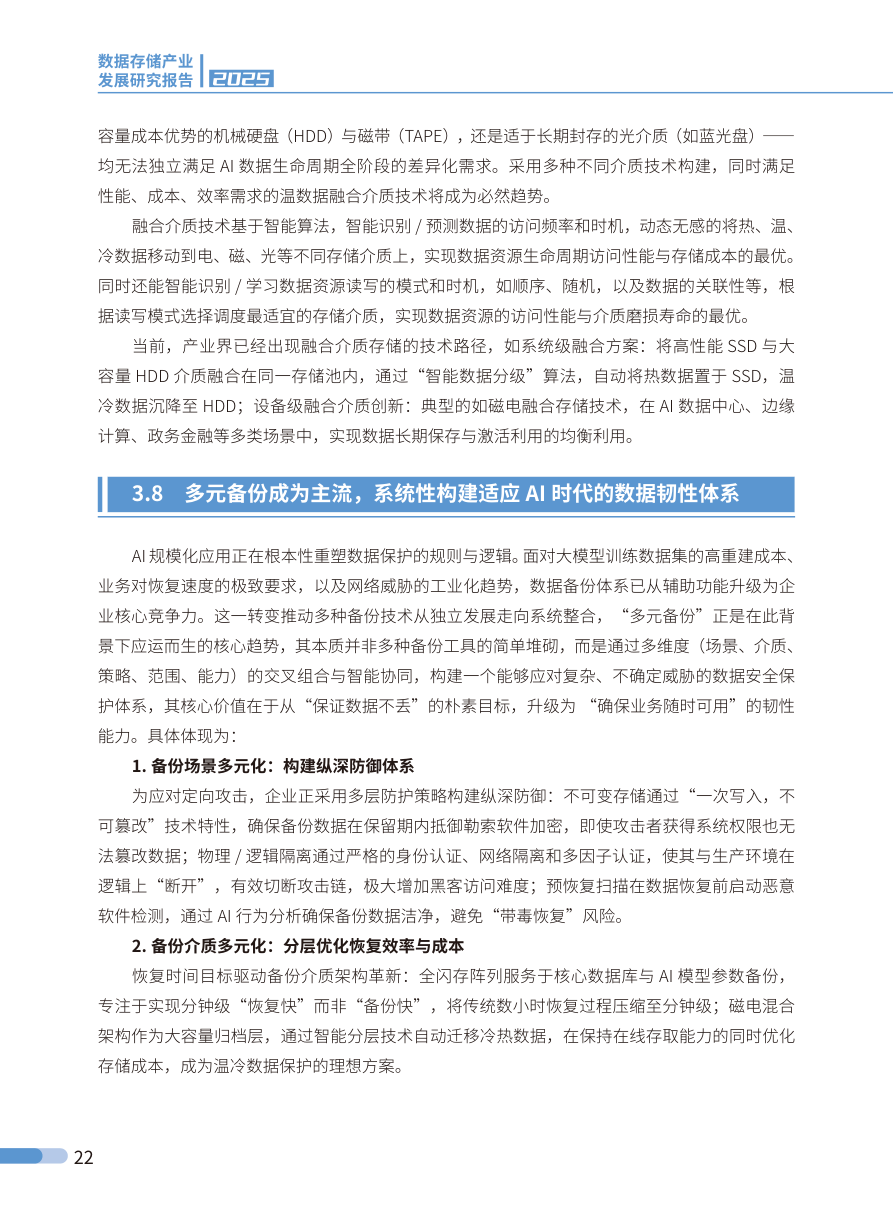 数据存储产业
发展研究报告 2025
容量成本优势的机械硬盘（HDD）与磁带（TAPE），还是适于长期封存的光介质（如蓝光盘）——
均无法独立满足 AI 数据生命周期全阶段的差异化需求。采用多种不同介质技术构建，同时满足
性能、成本、效率需求的温数据融合介质技术将成为必然趋势。
融合介质技术基于智能算法，智能识别 / 预测数据的访问频率和时机，动态无感的将热、温、
冷数据移动到电、磁、光等不同存储介质上，实现数据资源生命周期访问性能与存储成本的最优。
同时还能智能识别 / 学习数据资源读写的模式和时机，如顺序、随机，以及数据的关联性等，根
据读写模式选择调度最适宜的存储介质，实现数据资源的访问性能与介质磨损寿命的最优。
当前，产业界已经出现融合介质存储的技术路径，如系统级融合方案：将高性能 SSD 与大
容量 HDD 介质融合在同一存储池内，通过“智能数据分级”算法，自动将热数据置于 SSD，温
冷数据沉降至 HDD；设备级融合介质创新：典型的如磁电融合存储技术，在 AI 数据中心、边缘
计算、政务金融等多类场景中，实现数据长期保存与激活利用的均衡利用。
3.8 多元备份成为主流，系统性构建适应 AI 时代的数据韧性体系
AI 规模化应用正在根本性重塑数据保护的规则与逻辑。面对大模型训练数据集的高重建成本、
业务对恢复速度的极致要求，以及网络威胁的工业化趋势，数据备份体系已从辅助功能升级为企
业核心竞争力。这一转变推动多种备份技术从独立发展走向系统整合，“多元备份”正是在此背
景下应运而生的核心趋势，其本质并非多种备份工具的简单堆砌，而是通过多维度（场景、介质、
策略、范围、能力）的交叉组合与智能协同，构建一个能够应对复杂、不确定威胁的数据安全保
护体系，其核心价值在于从“保证数据不丢”的朴素目标，升级为 “确保业务随时可用”的韧性
能力。具体体现为：
1. 备份场景多元化：构建纵深防御体系
为应对定向攻击，企业正采用多层防护策略构建纵深防御：不可变存储通过“一次写入，不
可篡改”技术特性，确保备份数据在保留期内抵御勒索软件加密，即使攻击者获得系统权限也无
法篡改数据；物理 / 逻辑隔离通过严格的身份认证、网络隔离和多因子认证，使其与生产环境在
逻辑上“断开”，有效切断攻击链，极大增加黑客访问难度；预恢复扫描在数据恢复前启动恶意
软件检测，通过 AI 行为分析确保备份数据洁净，避免“带毒恢复”风险。
2. 备份介质多元化：分层优化恢复效率与成本
恢复时间目标驱动备份介质架构革新：全闪存阵列服务于核心数据库与 AI 模型参数备份，
专注于实现分钟级“恢复快”而非“备份快”，将传统数小时恢复过程压缩至分钟级；磁电混合
架构作为大容量归档层，通过智能分层技术自动迁移冷热数据，在保持在线存取能力的同时优化
存储成本，成为温冷数据保护的理想方案。
22